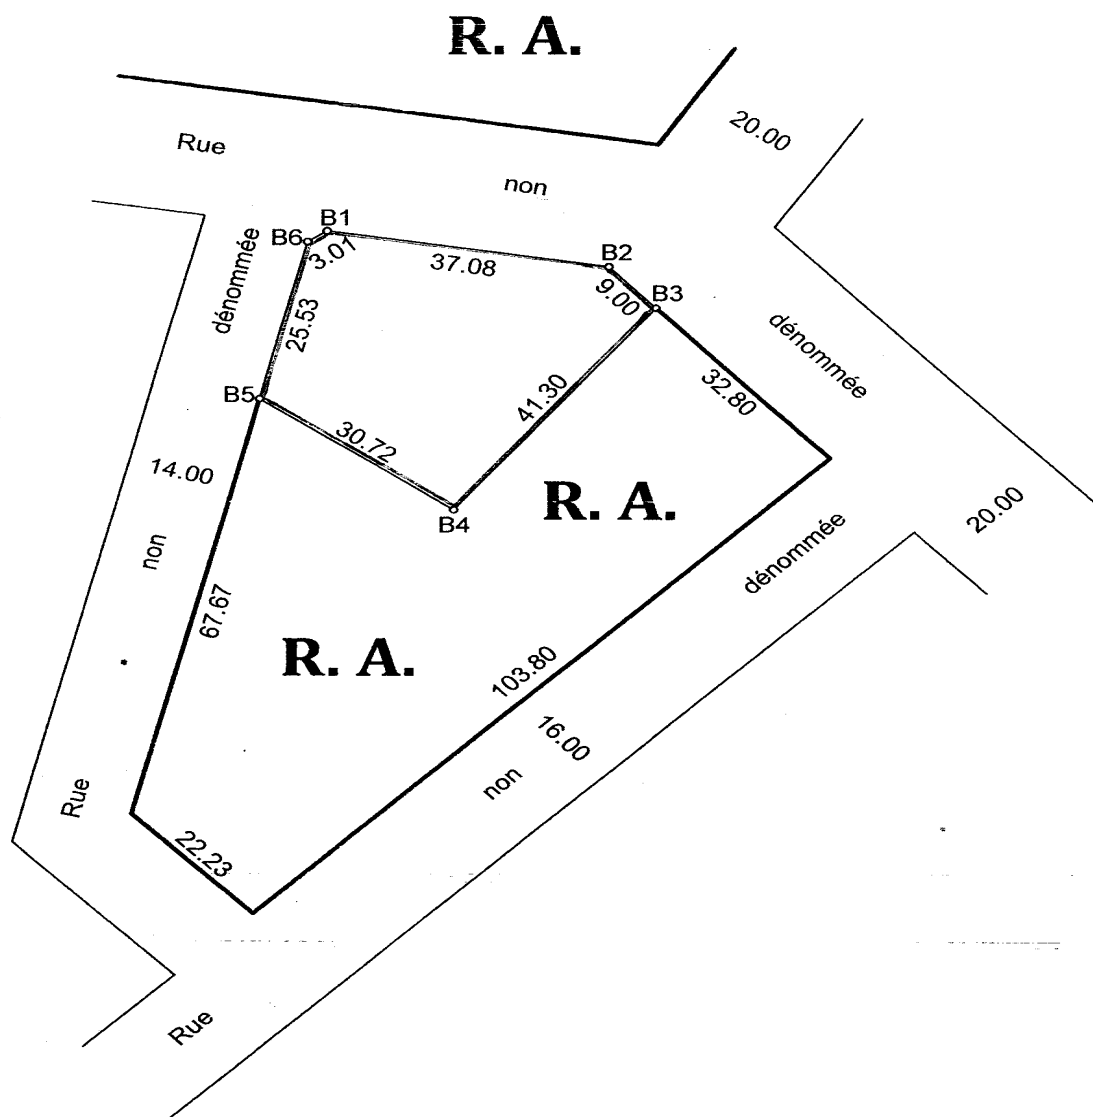 R. A.
20.00
Rue
non
B1
B6
3.01
37.08
B2
dénommée
9.00
B3
25.53
dénommée
32.80
B5
41.30
30.72
14.00
R. A.
20.00
B4
dénommée
non
67.67
R. A.
103.80
16.00
non
Rue
22.23
Rue